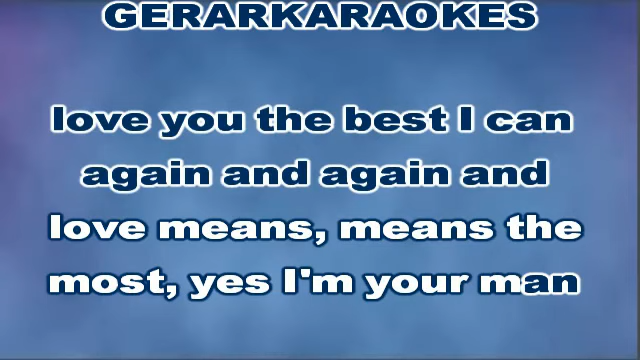 GERARKARAOKES
love you the best I can
again and again and
love means, means the
most, yes I'm your man